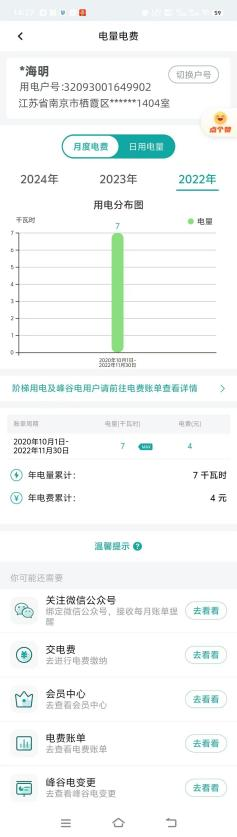 14:27
59
电量电费
*海明
用电户号:32093001649902
切换户号
江苏省南京市栖霞区******1404室
点个赞
月度电费 日用电量
2024年 2023年 2022年
用电分布图
千瓦时
电量
7
7
6
5
4
3
2
1
0
2020年10月1日-
2022年11月30日
阶梯用电及峰谷电用户请前往电费账单查看详情
账单周期 电量(千瓦时) 电费(元)
2020年10月1日-
2022年11月30日
7 MAX 4
年电量累计: 7 千瓦时
年电费累计: 4 元
温馨提示
你可能还需要
关注微信公众号
绑定微信公众号，接收每月账单提
醒
去看看
交电费
去进行电费缴纳
去看看
会员中心
去查看会员中心
去看看
电费账单
去查看电费账单
去看看
峰谷电变更
去查看峰谷电变更
去看看